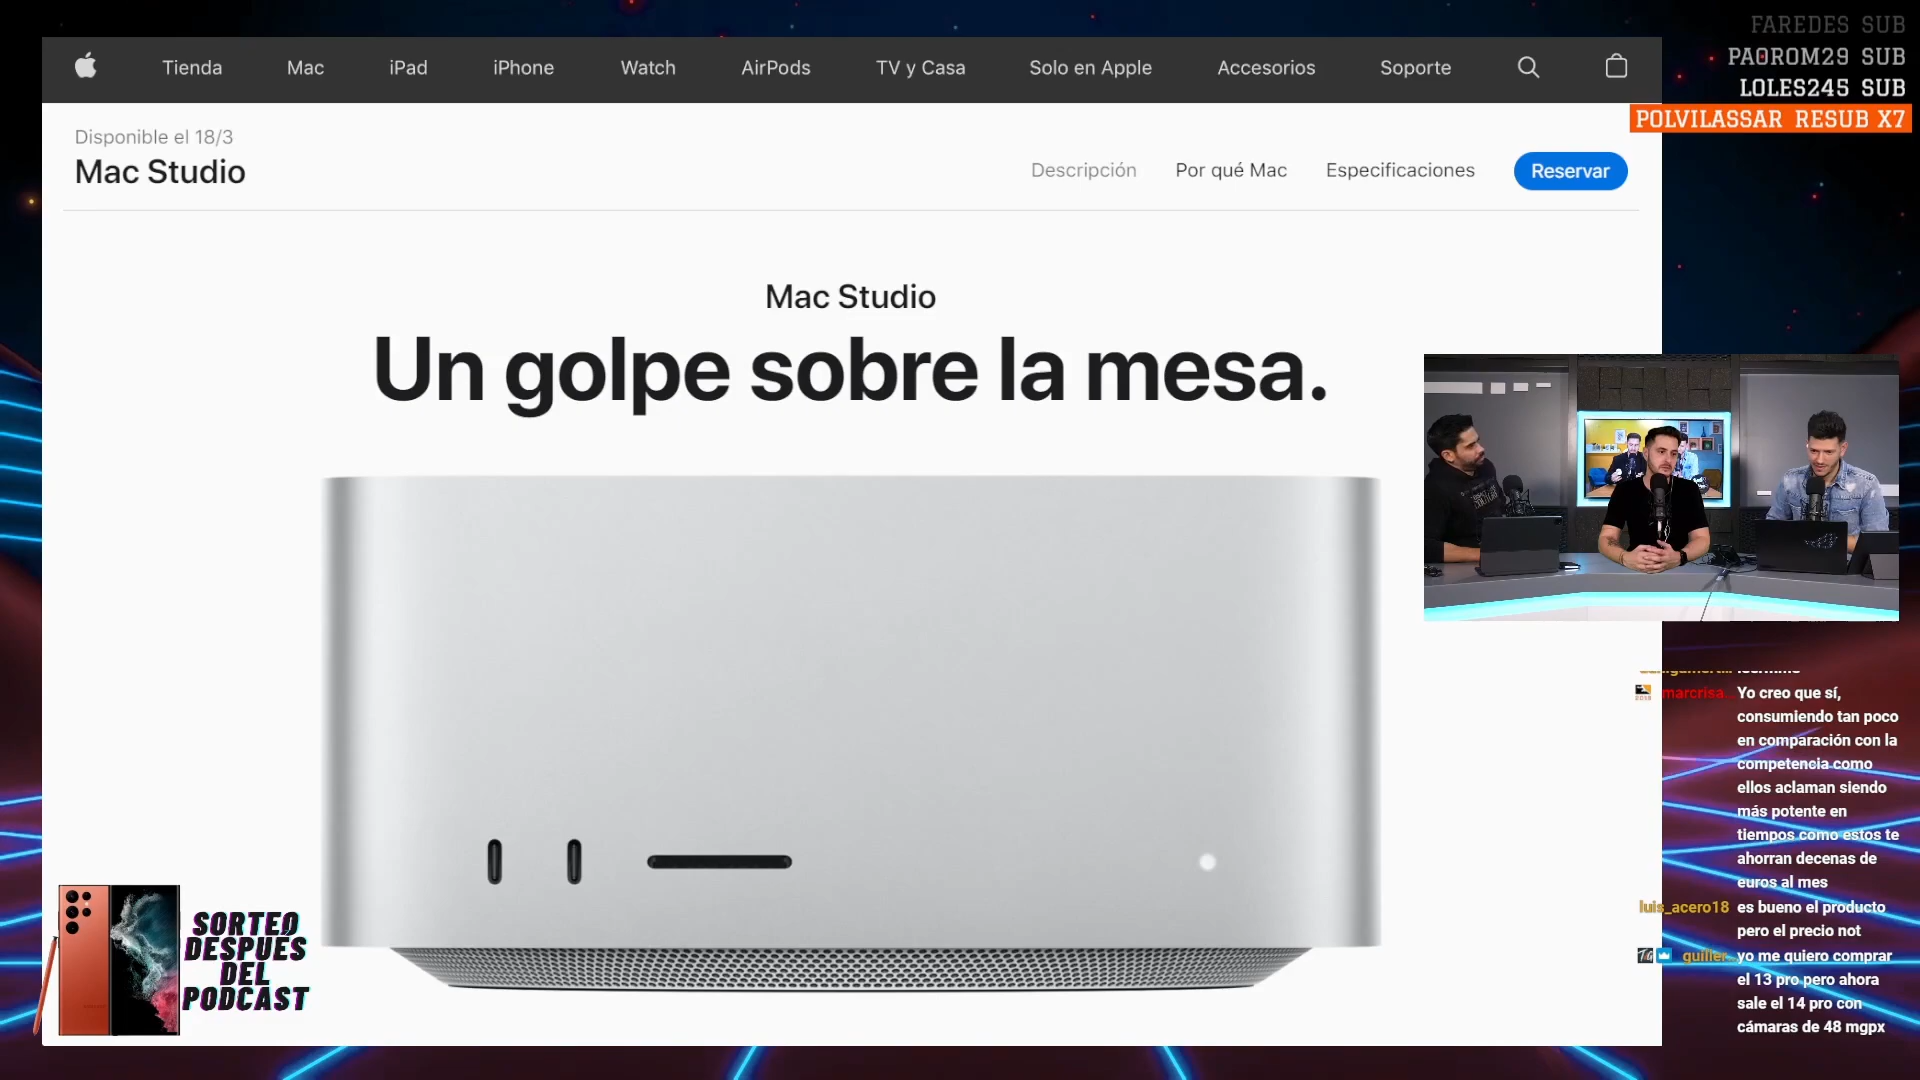 FAREDES SUB
PAOROM29 SUB
LOLES245 SUB
POLVILASSAR RESUB X7
Tienda
Mac
iPad
iPhone
Watch
AirPods
TV y Casa
Solo en Apple
Accesorios
Soporte
Disponible el 18/3
Mac Studio
Descripción
Por qué Mac
Especificaciones
Reservar
Mac Studio
Un golpe sobre la mesa.
SORTEO
DESPUÉS
DEL
PODCAST
marcrisa... Yo creo que sí,
consumiendo tan poco
en comparación con la
competencia como
ellos aclaman siendo
más potente en
tiempos como estos te
ahorran decenas de
euros al mes
luis_acero18 es bueno el producto
pero el precio not
guiller... yo me quiero comprar
el 13 pro pero ahora
sale el 14 pro con
cámaras de 48 mgpx